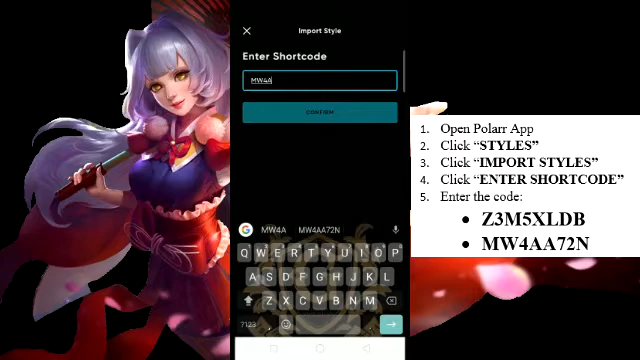 Import Style
Enter Shortcode
MW4A
CONFIRM
MW4A MW4AA72N
Q W E R T Y U I O P
A S D F G H J K L
Z X C V B N M
?123 ,
1. Open Polarr App
2. Click “STYLES”
3. Click “IMPORT STYLES”
4. Click “ENTER SHORTCODE”
5. Enter the code:
• Z3M5XLDB
• MW4AA72N